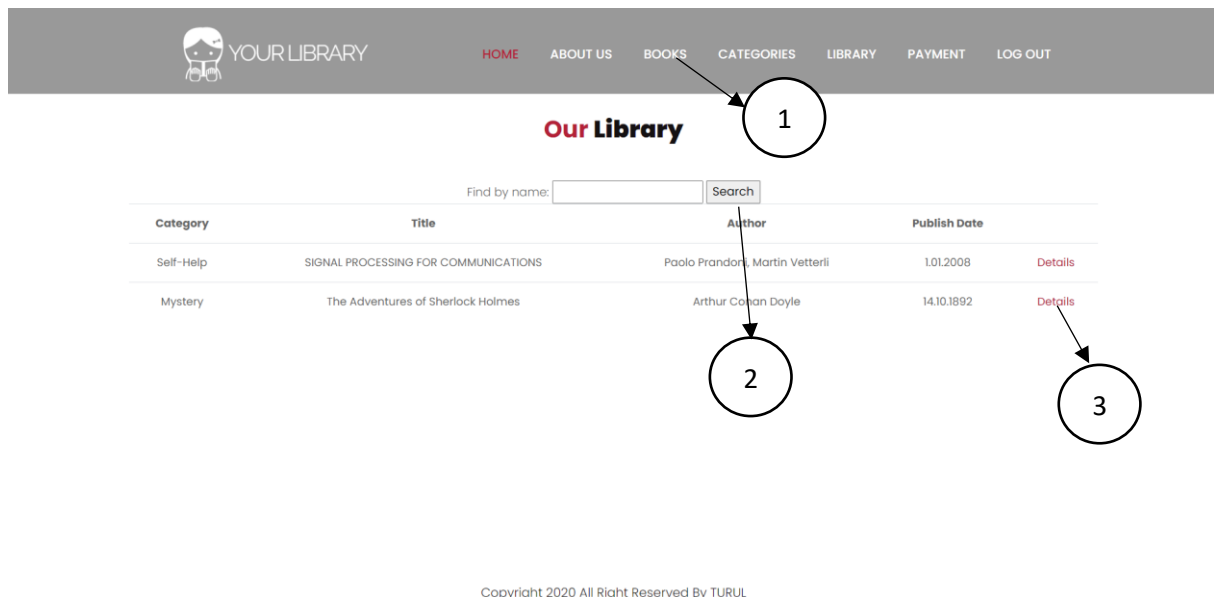 YOUR LIBRARY HOME ABOUT US BOOKS CATEGORIES LIBRARY PAYMENT LOG OUT
1
Our Library
Find by name: Search
Category Title Author Publish Date
Self-Help SIGNAL PROCESSING FOR COMMUNICATIONS Paolo Prandoni, Martin Vetterli 1.01.2008 Details
Mystery The Adventures of Sherlock Holmes Arthur Conan Doyle 14.10.1892 Details
2
3
Copyright 2020 All Right Reserved By TURUL